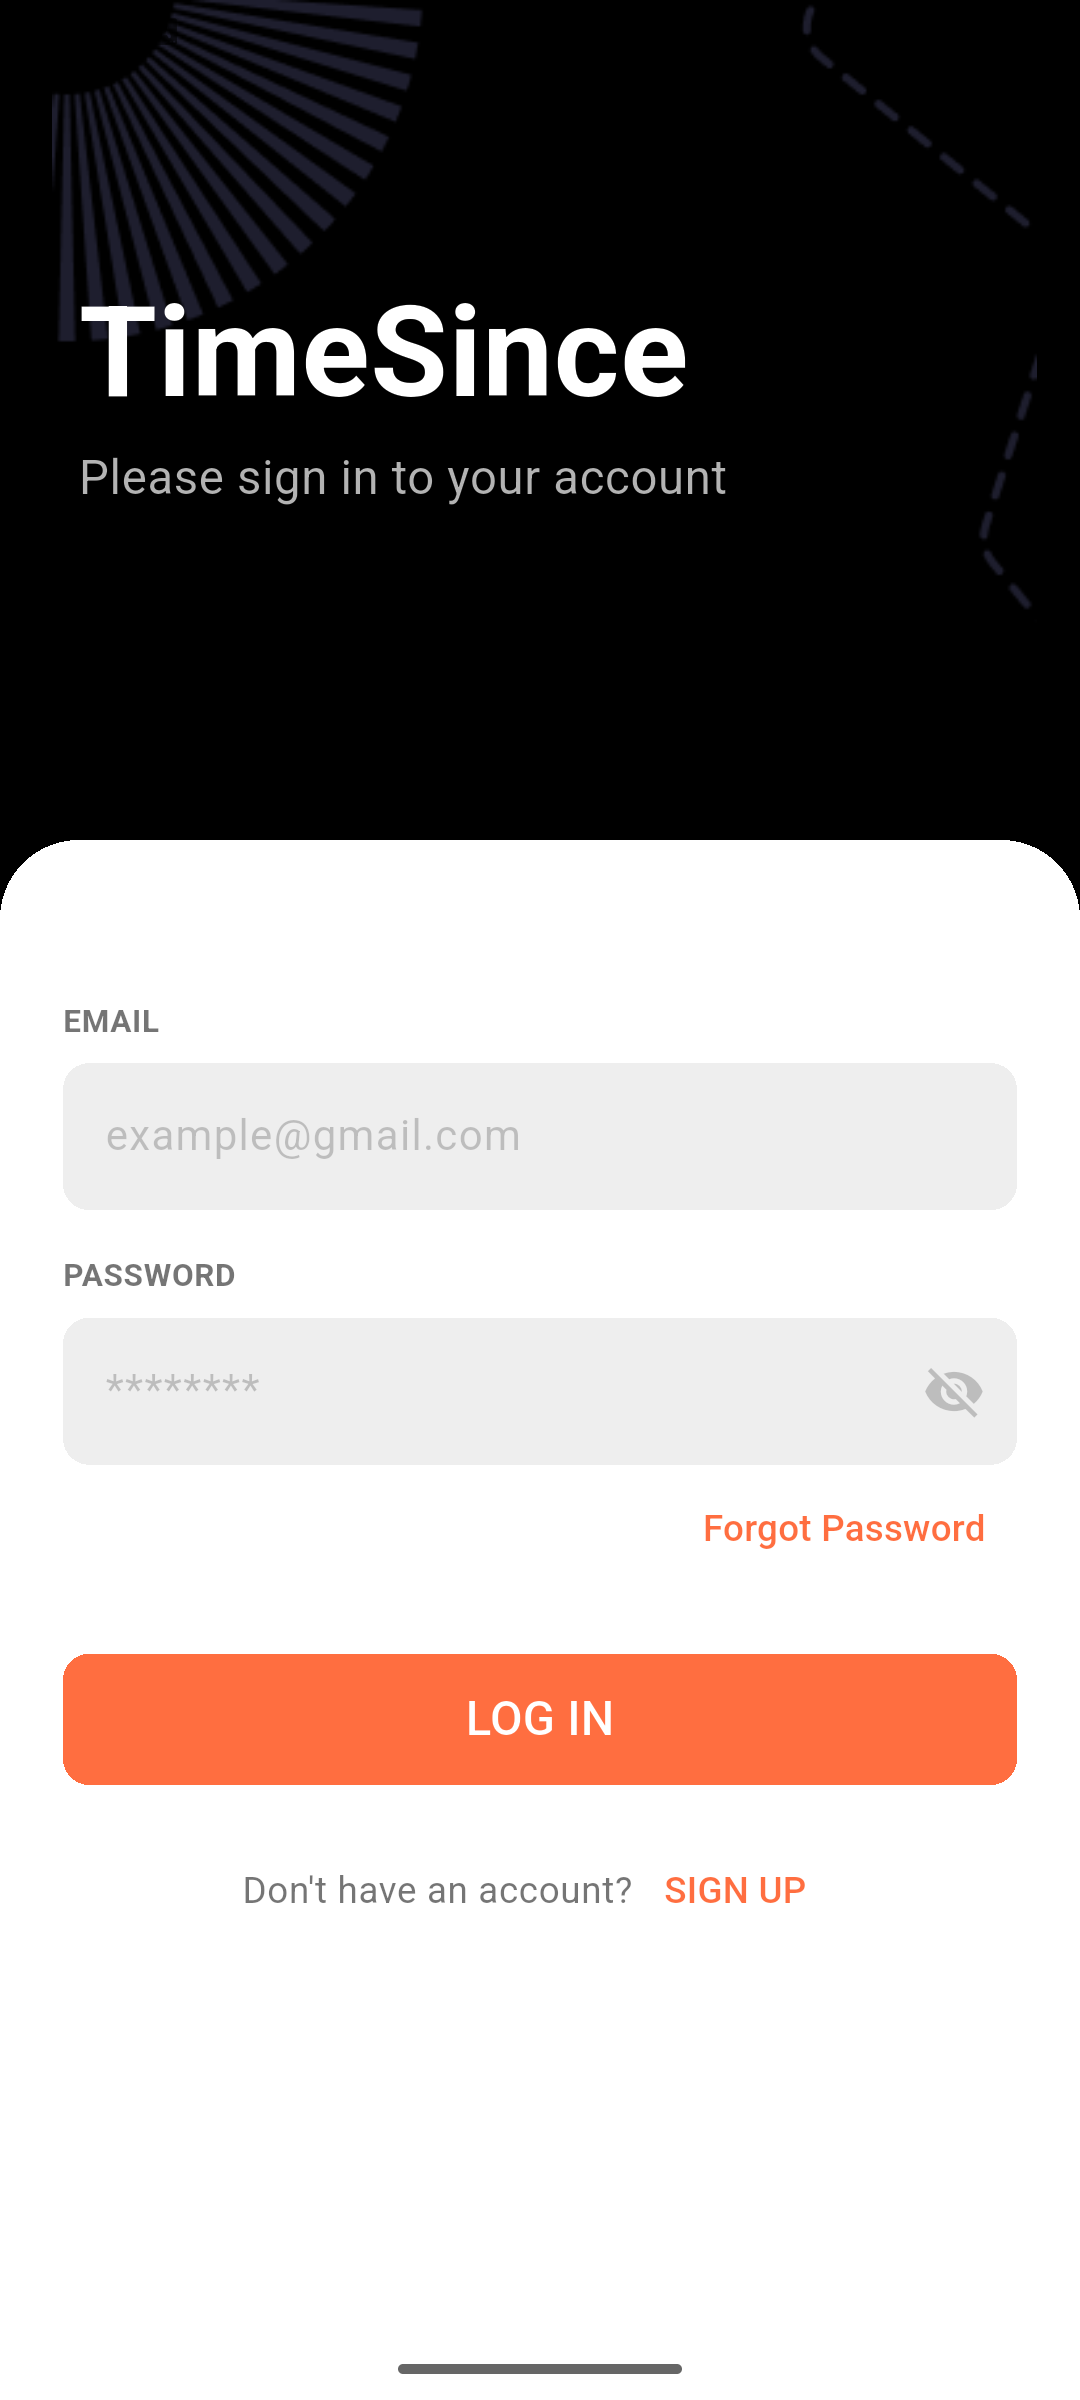 TimeSince
Please sign in to your account
EMAIL
example@gmail.com
PASSWORD
********
Forgot Password
LOG IN
Don't have an account? SIGN UP